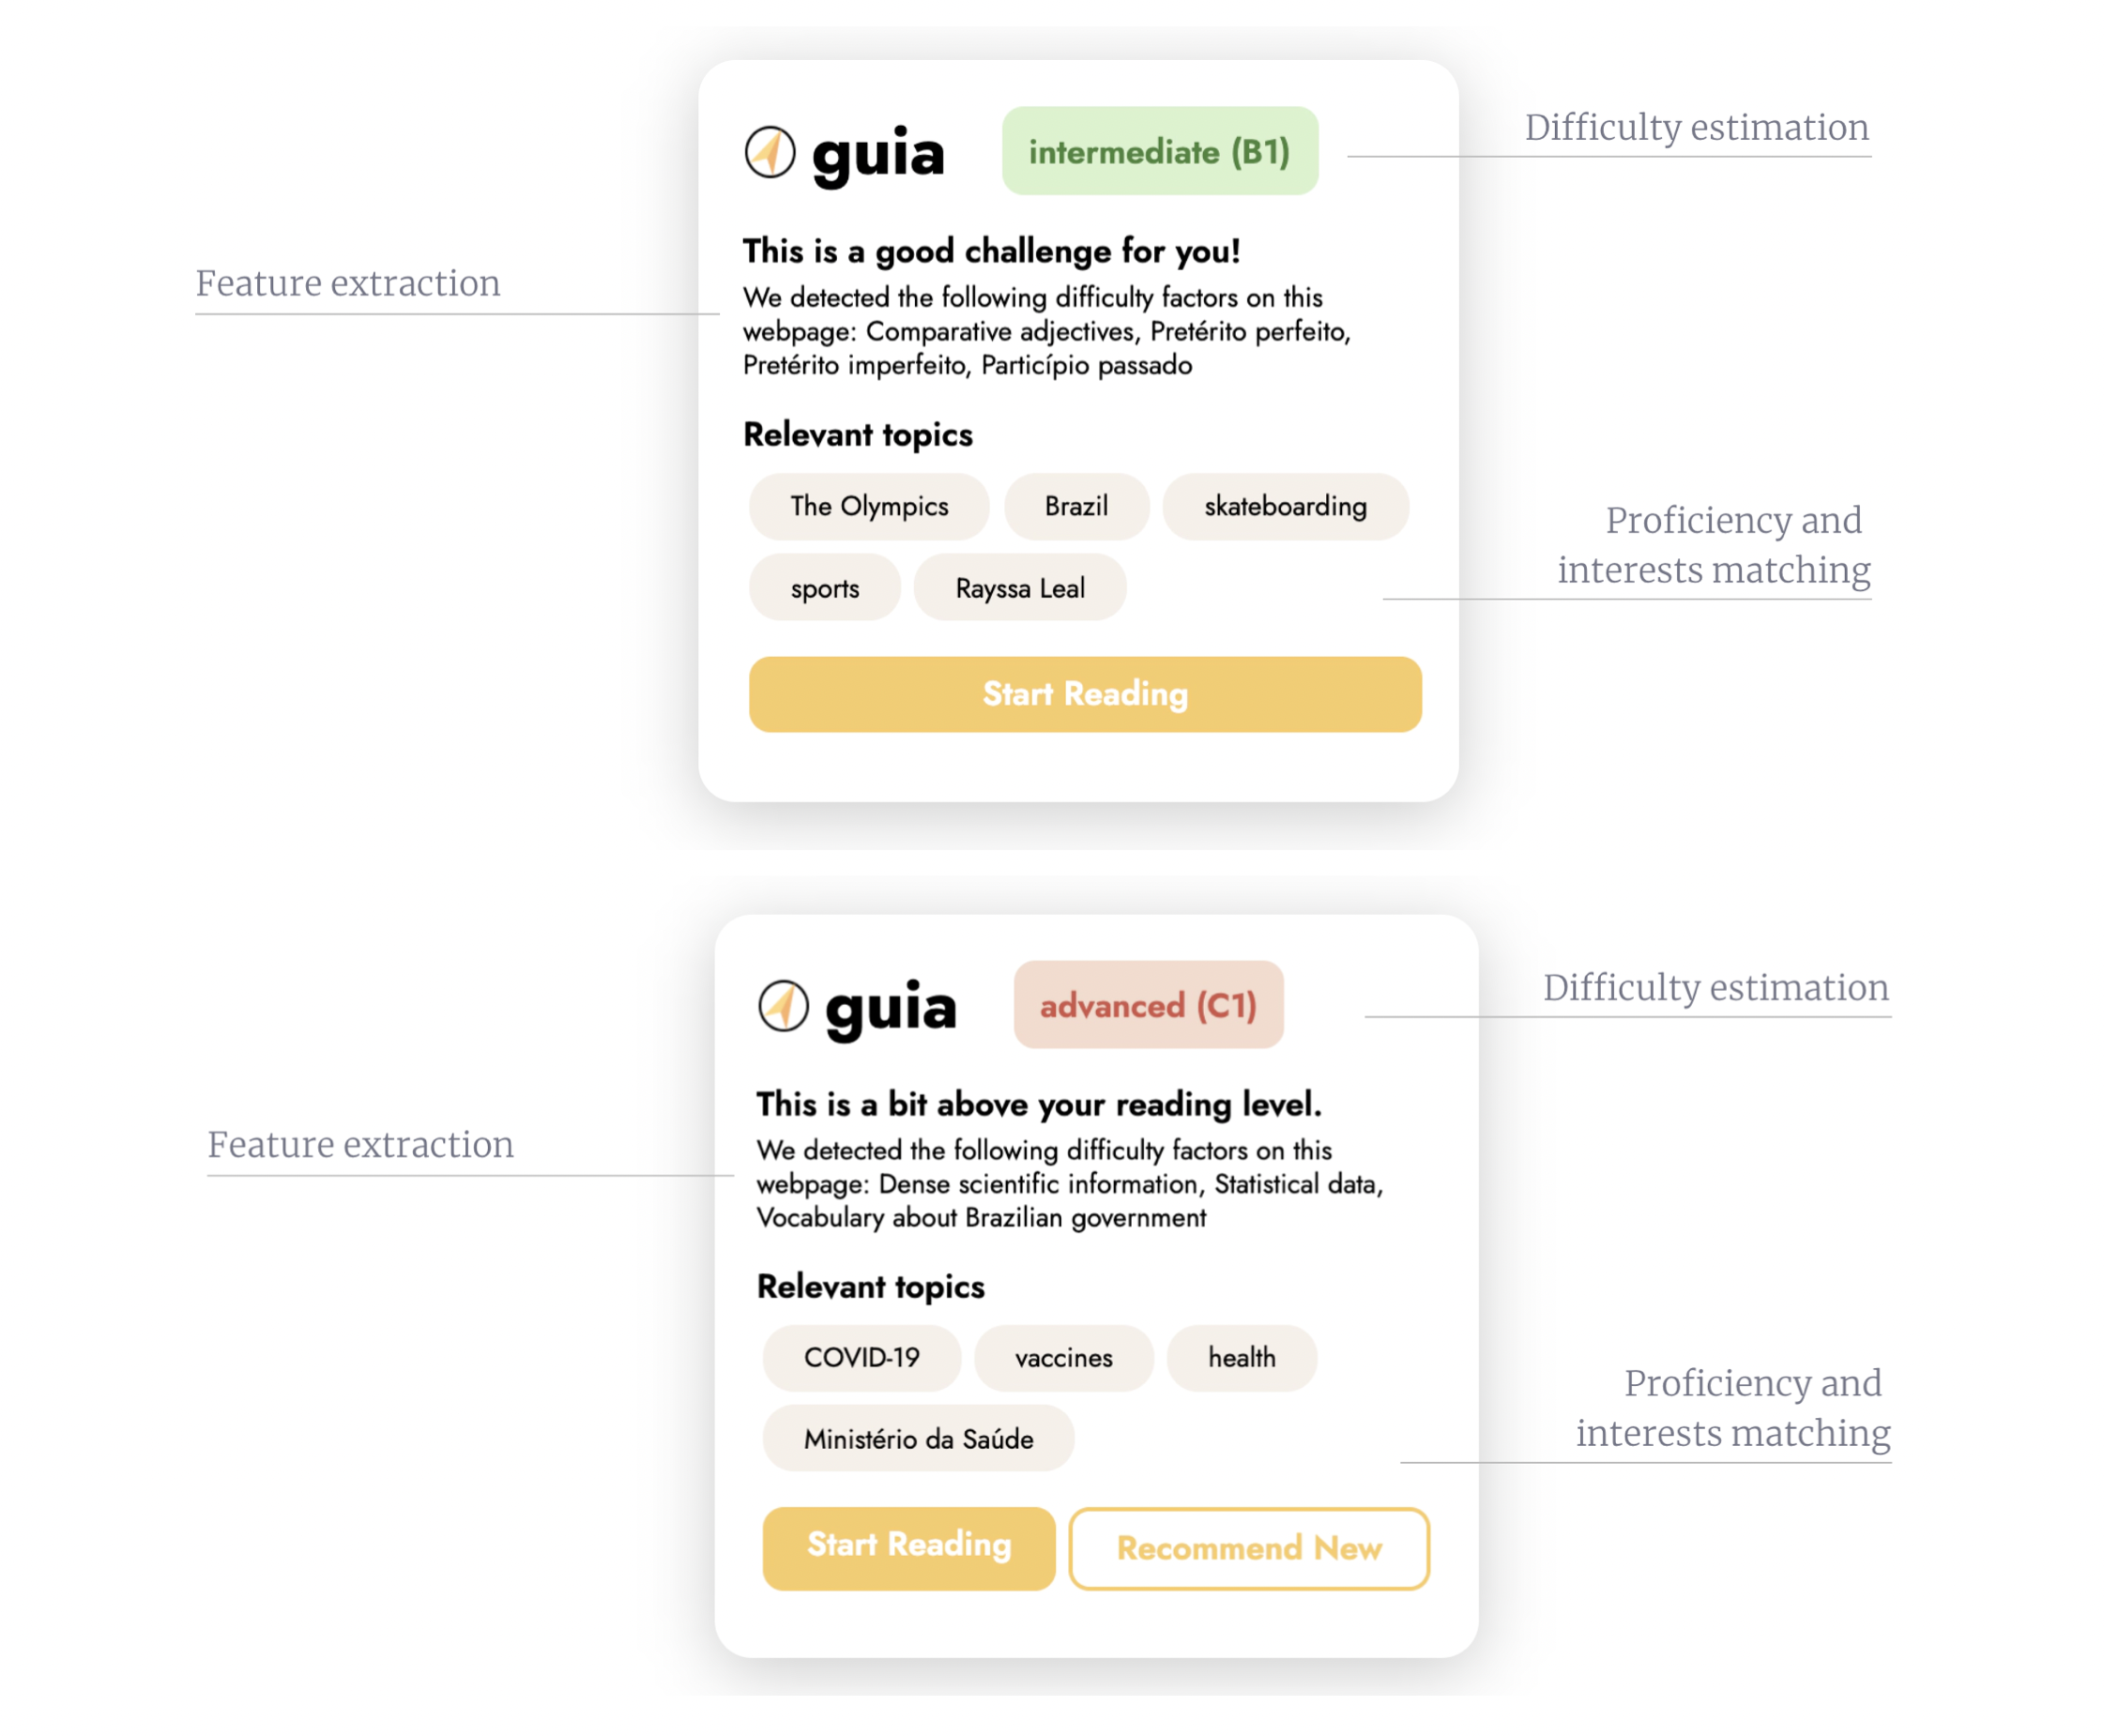 guia
intermediate (B1)
Difficulty estimation
This is a good challenge for you!
Feature extraction
We detected the following difficulty factors on this
webpage: Comparative adjectives, Pretérito perfeito,
Pretérito imperfeito, Particípio passado
Relevant topics
The Olympics
Brazil
skateboarding
Proficiency and
interests matching
sports
Rayssa Leal
Start Reading
guia
advanced (C1)
Difficulty estimation
This is a bit above your reading level.
Feature extraction
We detected the following difficulty factors on this
webpage: Dense scientific information, Statistical data,
Vocabulary about Brazilian government
Relevant topics
COVID-19
vaccines
health
Proficiency and
interests matching
Ministério da Saúde
Start Reading
Recommend New